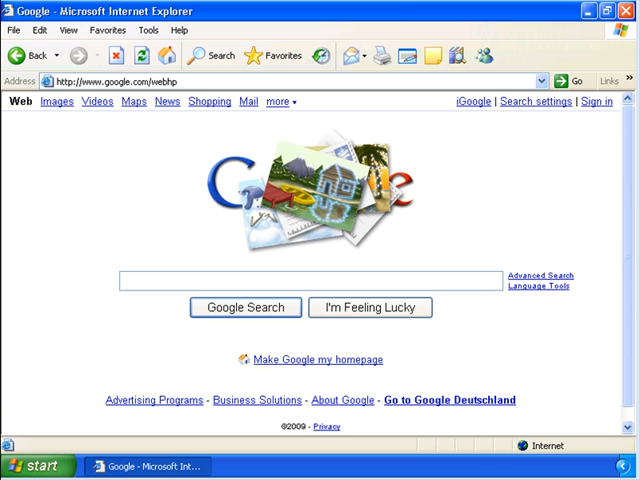 Google - Microsoft Internet Explorer
File Edit View Favorites Tools Help
Back Search Favorites
Address http://www.google.com/webhp Go Links »
Web Images Videos Maps News Shopping Mail more iGoogle | Search settings | Sign in
G e
Advanced Search
Language Tools
Google Search I'm Feeling Lucky
Make Google my homepage
Advertising Programs - Business Solutions - About Google - Go to Google Deutschland
©2009 - Privacy
Internet
start Google - Microsoft Int...